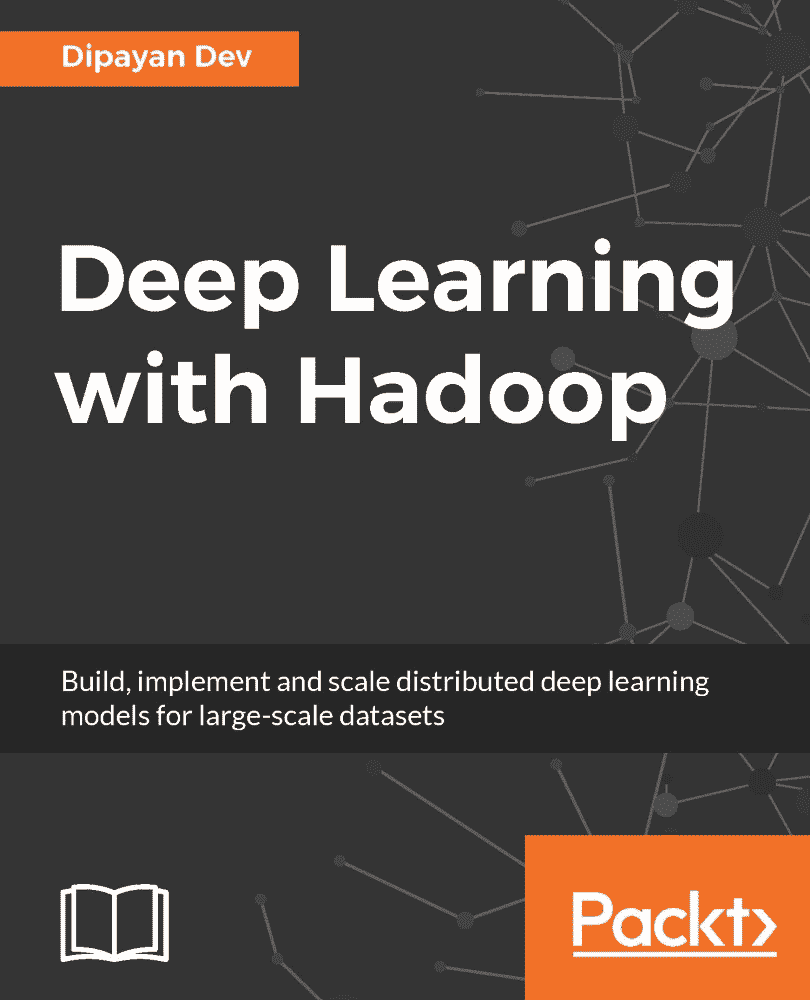 Dipayan Dev
Deep Learning
with Hadoop
Build, implement and scale distributed deep learning
models for large-scale datasets
Packt>